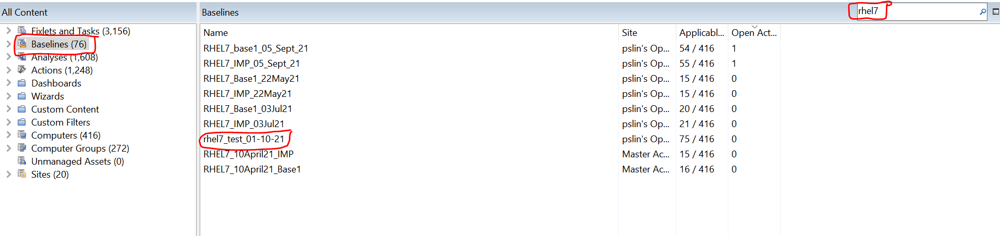 All Content
Fixlets and Tasks (3,156)
Baselines (76)
Analyses (1,608)
Actions (1,248)
Dashboards
Wizards
Custom Content
Custom Filters
Computers (416)
Computer Groups (272)
Unmanaged Assets (0)
Sites (20)
Baselines
rhel7
Name Site Applicabl... Open Act...
RHEL7_base1_05_Sept_21 pslin's Op... 54 / 416 1
RHEL7_IMP_05_Sept_21 pslin's Op... 55 / 416 1
RHEL7_Base1_22May21 pslin's Op... 15 / 416 0
RHEL7_IMP_22May21 pslin's Op... 15 / 416 0
RHEL7_Base1_03Jul21 pslin's Op... 20 / 416 0
RHEL7_IMP_03Jul21 pslin's Op... 21 / 416 0
rhel7_test_01-10-21 pslin's Op... 75 / 416 0
RHEL7_10April21_IMP Master Ac... 15 / 416 0
RHEL7_10April21_Base1 Master Ac... 16 / 416 0